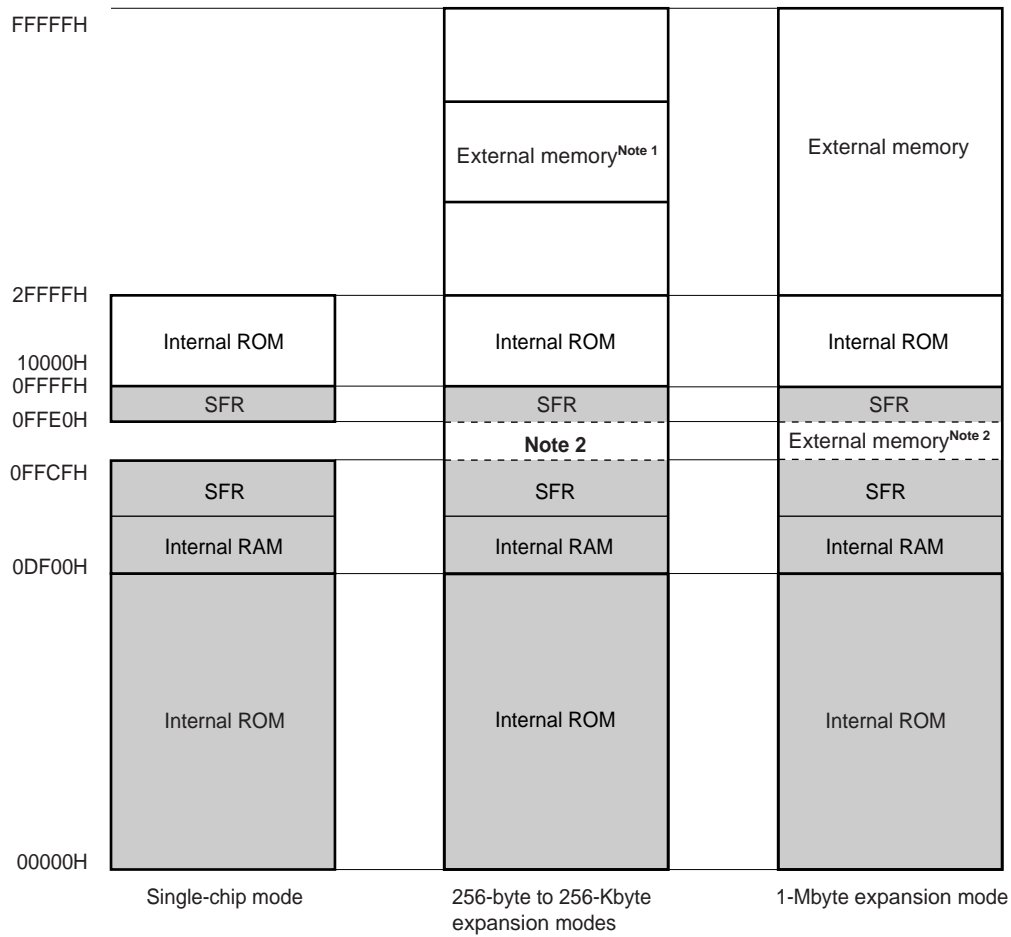 FFFFFH
External memoryNote 1
External memory
2FFFFH
Internal ROM
Internal ROM
Internal ROM
10000H
0FFFFH
SFR
SFR
SFR
0FFE0H
Note 2
External memoryNote 2
0FFCFH
SFR
SFR
SFR
Internal RAM
Internal RAM
Internal RAM
0DF00H
Internal ROM
Internal ROM
Internal ROM
00000H
Single-chip mode
256-byte to 256-Kbyte
expansion modes
1-Mbyte expansion mode